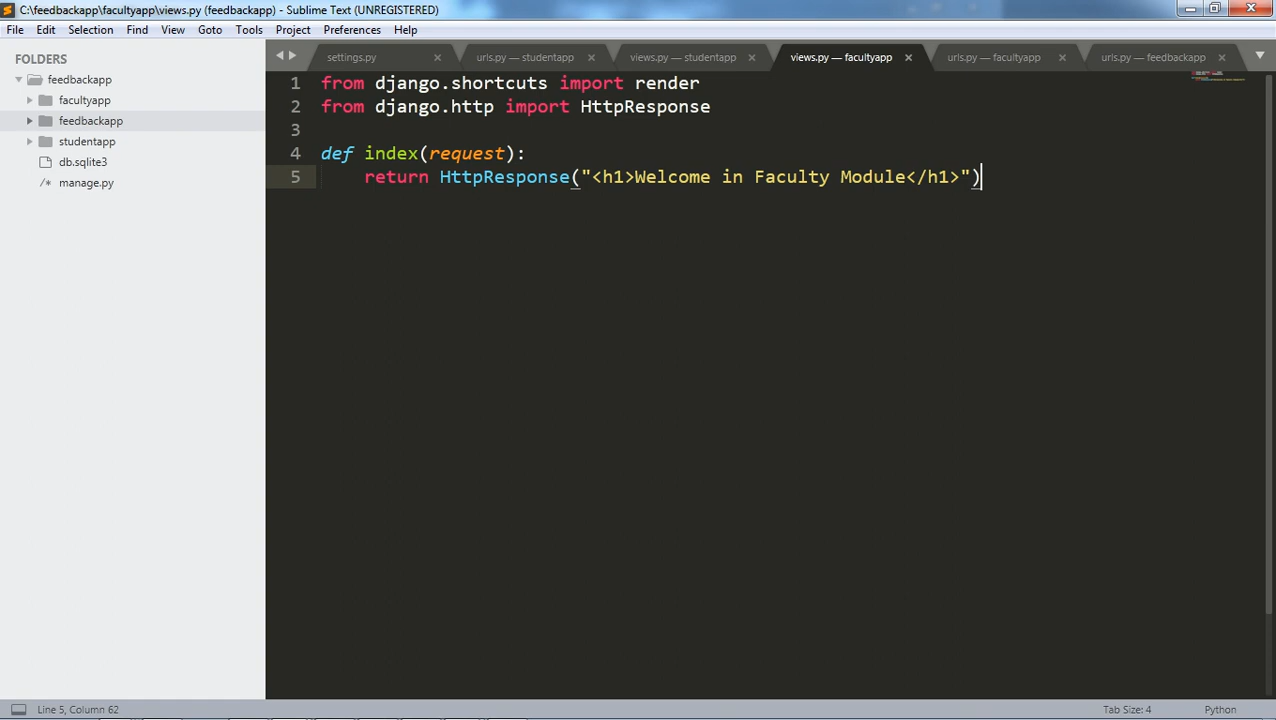 C:\feedbackapp\facultyapp\views.py (feedbackapp) - Sublime Text (UNREGISTERED)
File Edit Selection Find View Goto Tools Project Preferences Help
FOLDERS
feedbackapp
facultyapp
feedbackapp
studentapp
db.sqlite3
/* manage.py
settings.py × urls.py — studentapp × views.py — studentapp × views.py — facultyapp × urls.py — facultyapp × urls.py — feedbackapp ×
1 from django.shortcuts import render
2 from django.http import HttpResponse
3
4 def index(request):
5     return HttpResponse("<h1>Welcome in Faculty Module</h1>")
Line 5, Column 62 Tab Size: 4 Python